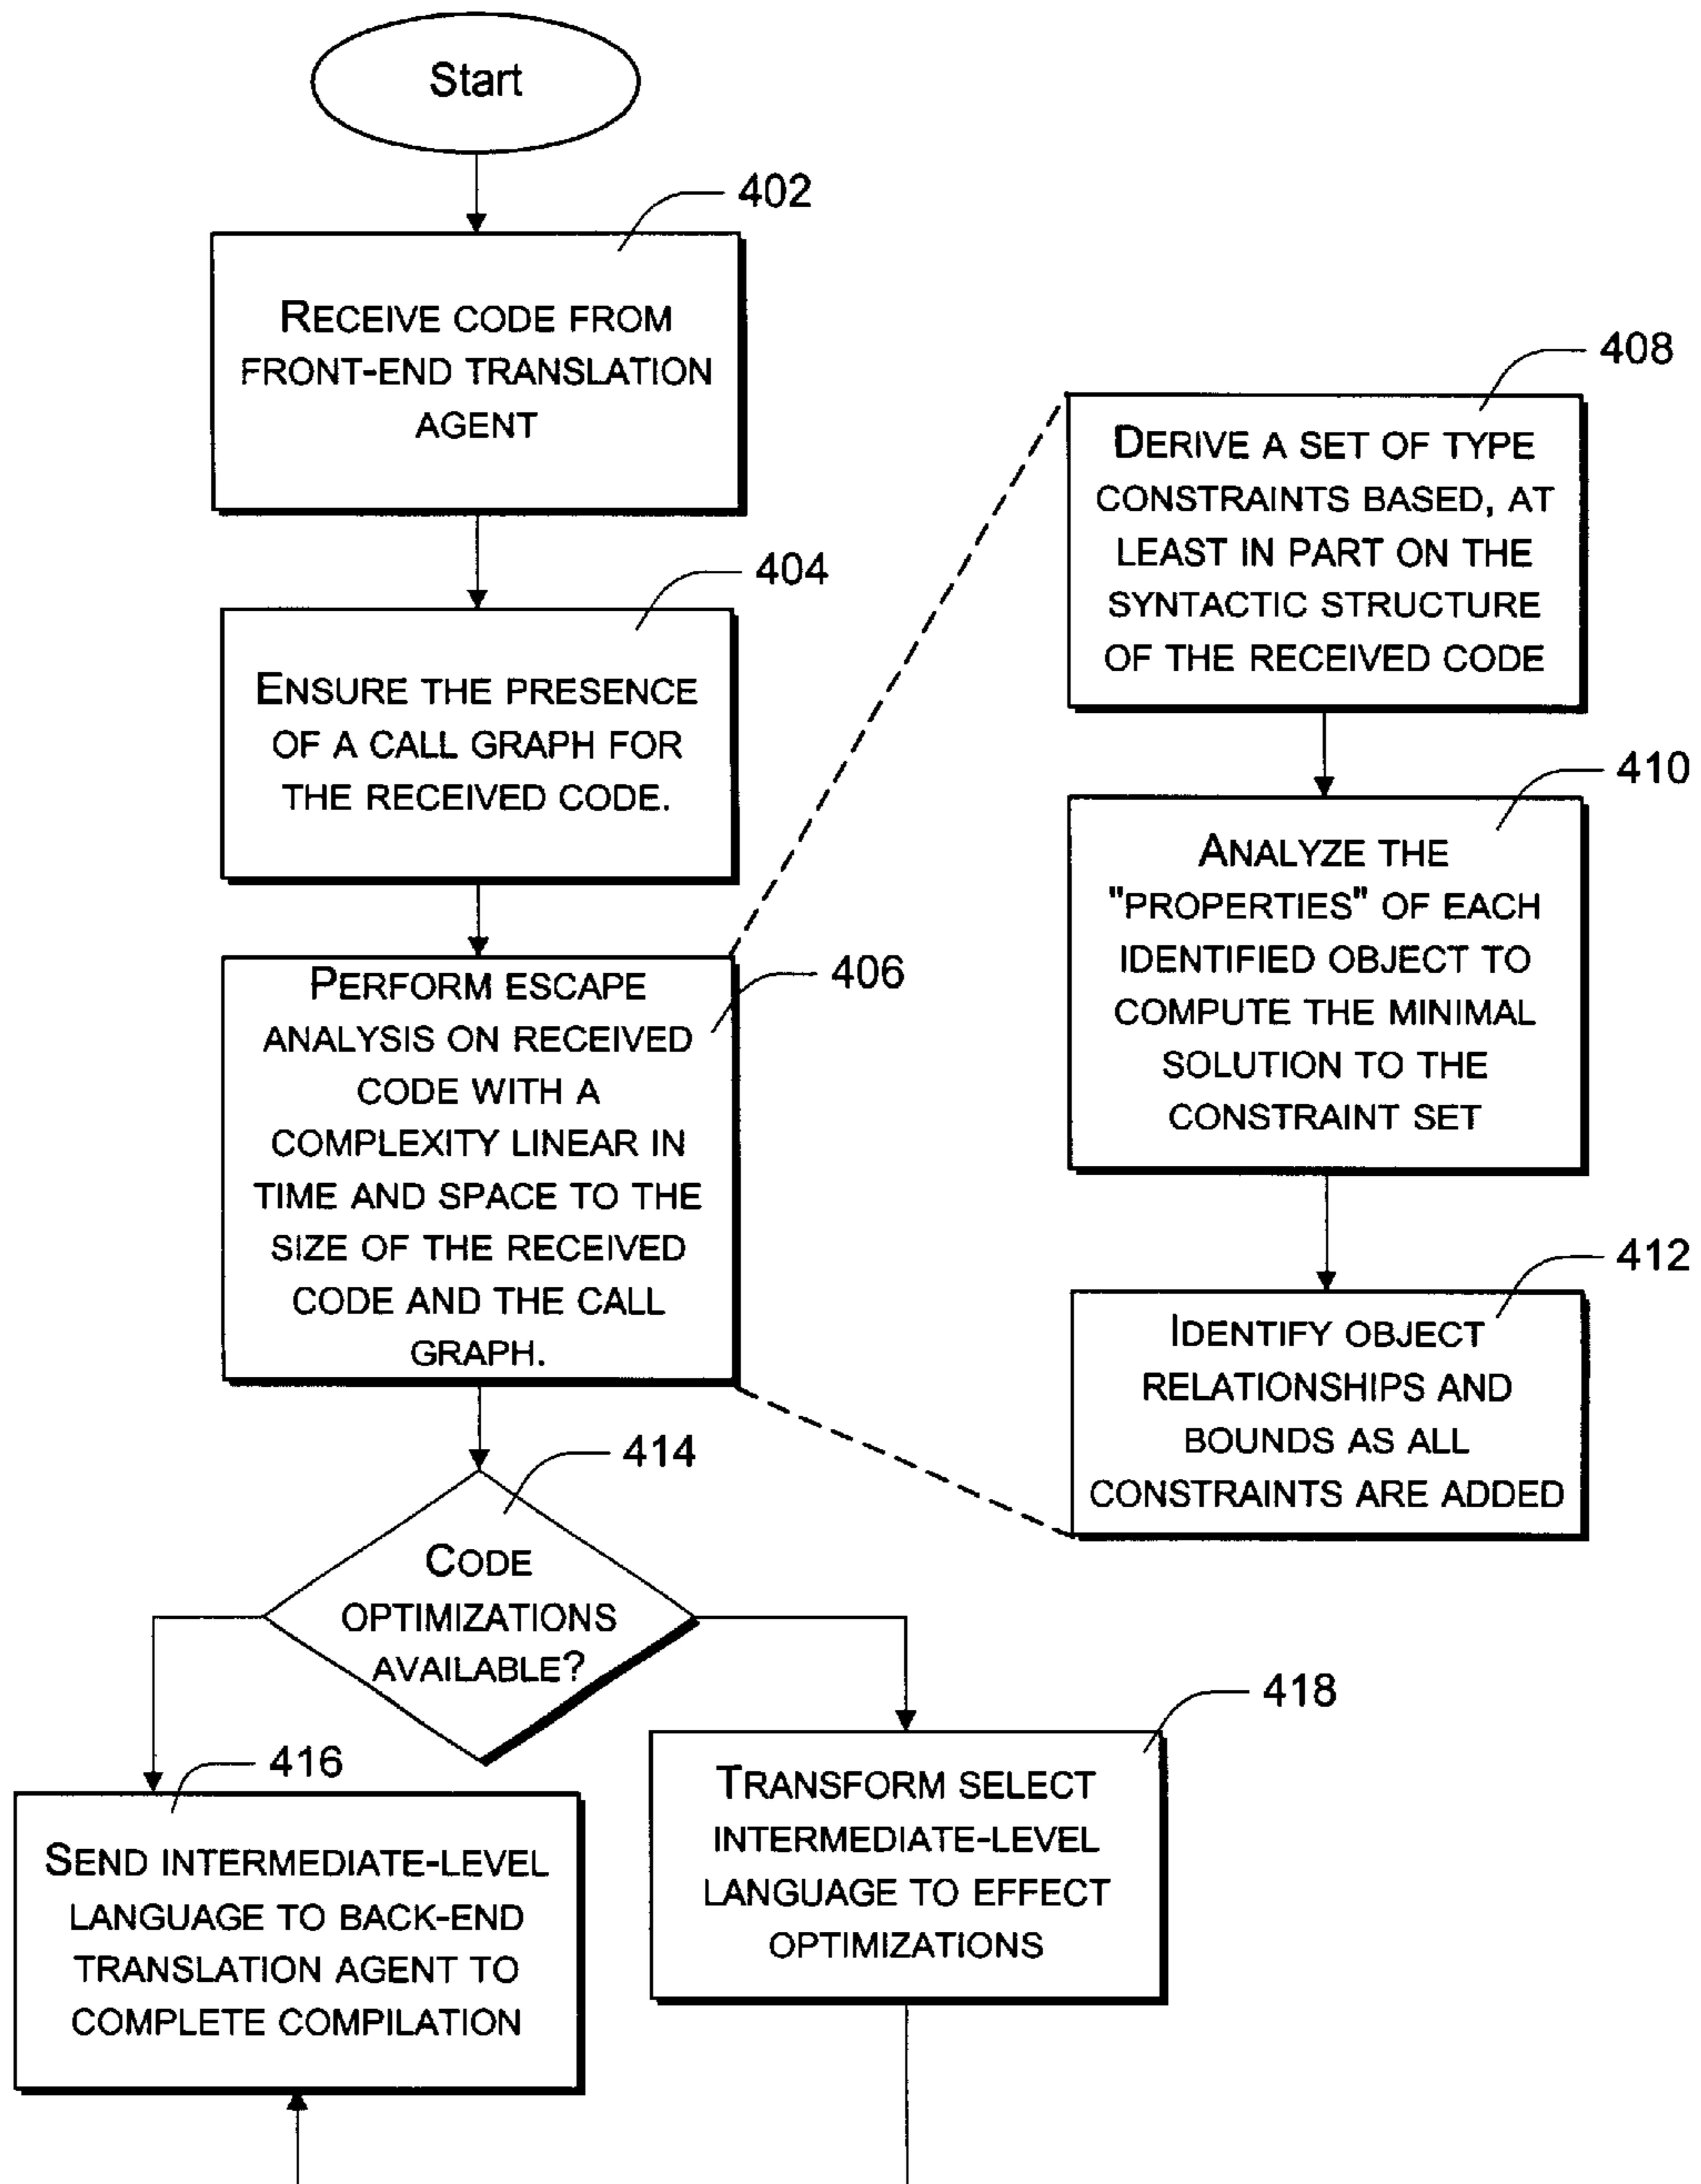 Start
402
RECEIVE CODE FROM
FRONT-END TRANSLATION
AGENT
404
ENSURE THE PRESENCE
OF A CALL GRAPH FOR
THE RECEIVED CODE.
406
PERFORM ESCAPE
ANALYSIS ON RECEIVED
CODE WITH A
COMPLEXITY LINEAR IN
TIME AND SPACE TO THE
SIZE OF THE RECEIVED
CODE AND THE CALL
GRAPH.
408
DERIVE A SET OF TYPE
CONSTRAINTS BASED, AT
LEAST IN PART ON THE
SYNTACTIC STRUCTURE
OF THE RECEIVED CODE
410
ANALYZE THE
"PROPERTIES" OF EACH
IDENTIFIED OBJECT TO
COMPUTE THE MINIMAL
SOLUTION TO THE
CONSTRAINT SET
412
IDENTIFY OBJECT
RELATIONSHIPS AND
BOUNDS AS ALL
CONSTRAINTS ARE ADDED
414
CODE
OPTIMIZATIONS
AVAILABLE?
416
SEND INTERMEDIATE-LEVEL
LANGUAGE TO BACK-END
TRANSLATION AGENT TO
COMPLETE COMPILATION
418
TRANSFORM SELECT
INTERMEDIATE-LEVEL
LANGUAGE TO EFFECT
OPTIMIZATIONS